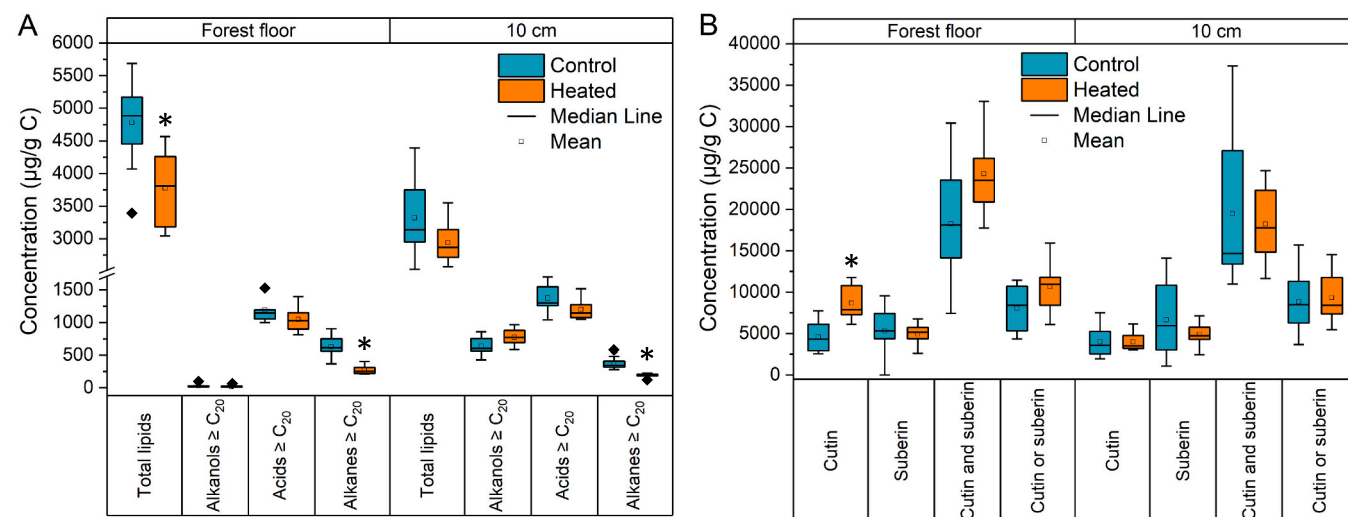 A
Forest floor
10 cm
6000
5500
5000
4500
4000
3500
3000
1500
1000
500
0
Concentration (µg/g C)
Control
Heated
Median Line
Mean
*
*
*
Total lipids
Alkanols ≥ C₂₀
Acids ≥ C₂₀
Alkanes ≥ C₂₀
Total lipids
Alkanols ≥ C₂₀
Acids ≥ C₂₀
Alkanes ≥ C₂₀
B
Forest floor
10 cm
40000
35000
30000
25000
20000
15000
10000
5000
0
Concentration (µg/g C)
Control
Heated
Median Line
Mean
*
Cutin
Suberin
Cutin and suberin
Cutin or suberin
Cutin
Suberin
Cutin and suberin
Cutin or suberin